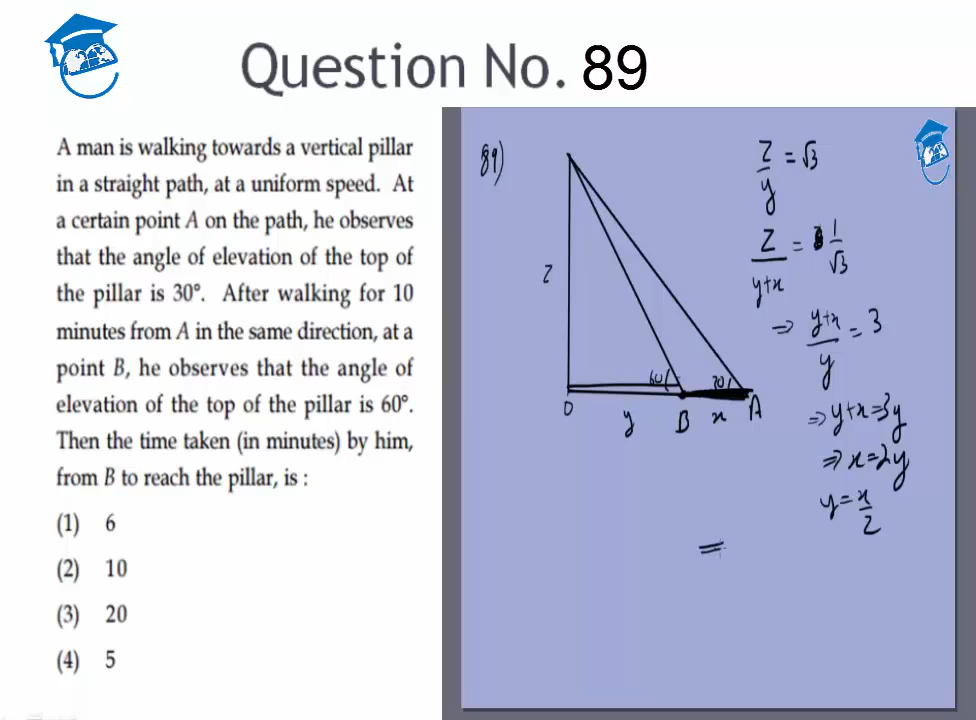 Question No. 89
A man is walking towards a vertical pillar
in a straight path, at a uniform speed. At
a certain point A on the path, he observes
that the angle of elevation of the top of
the pillar is 30°. After walking for 10
minutes from A in the same direction, at a
point B, he observes that the angle of
elevation of the top of the pillar is 60°.
Then the time taken (in minutes) by him,
from B to reach the pillar, is :
(1) 6
(2) 10
(3) 20
(4) 5
89)
z
60
30
O
y
B
x
A
z/y = √3
z/(y+x) = 1/√3
⇒ (y+x)/y = 3
⇒ y+x=3y
⇒ x=2y
y=x/2
=